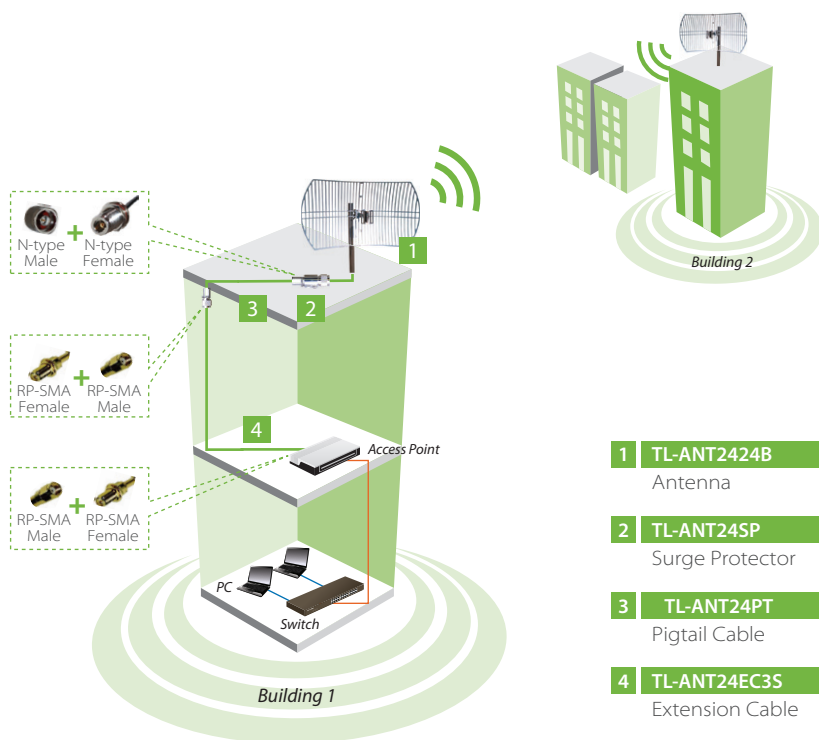 Building 2
N-type
Male
+
N-type
Female
1
3
2
RP-SMA
Female
+
RP-SMA
Male
4
Access Point
RP-SMA
Male
+
RP-SMA
Female
PC
Switch
Building 1
1 TL-ANT2424B
Antenna
2 TL-ANT24SP
Surge Protector
3 TL-ANT24PT
Pigtail Cable
4 TL-ANT24EC3S
Extension Cable